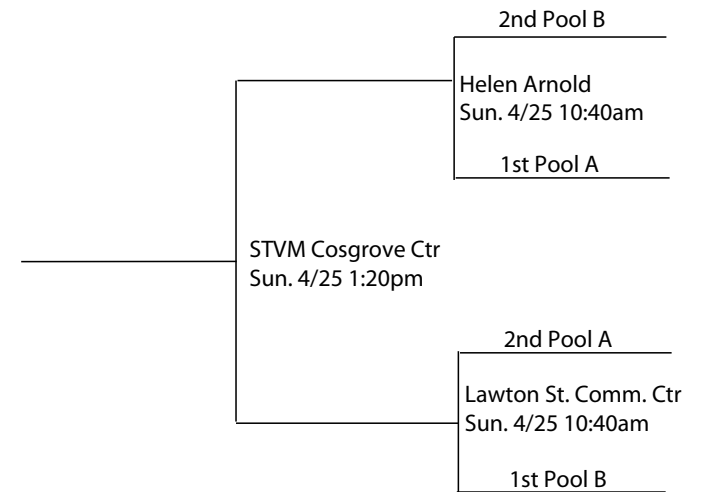 2nd Pool B
Helen Arnold
Sun. 4/25 10:40am
1st Pool A
STVM Cosgrove Ctr
Sun. 4/25 1:20pm
2nd Pool A
Lawton St. Comm. Ctr
Sun. 4/25 10:40am
1st Pool B